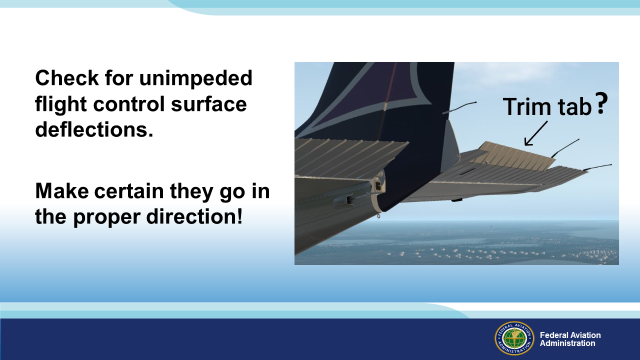 Check for unimpeded
flight control surface
deflections.
Make certain they go in
the proper direction!
Trim tab?
Federal Aviation
Administration